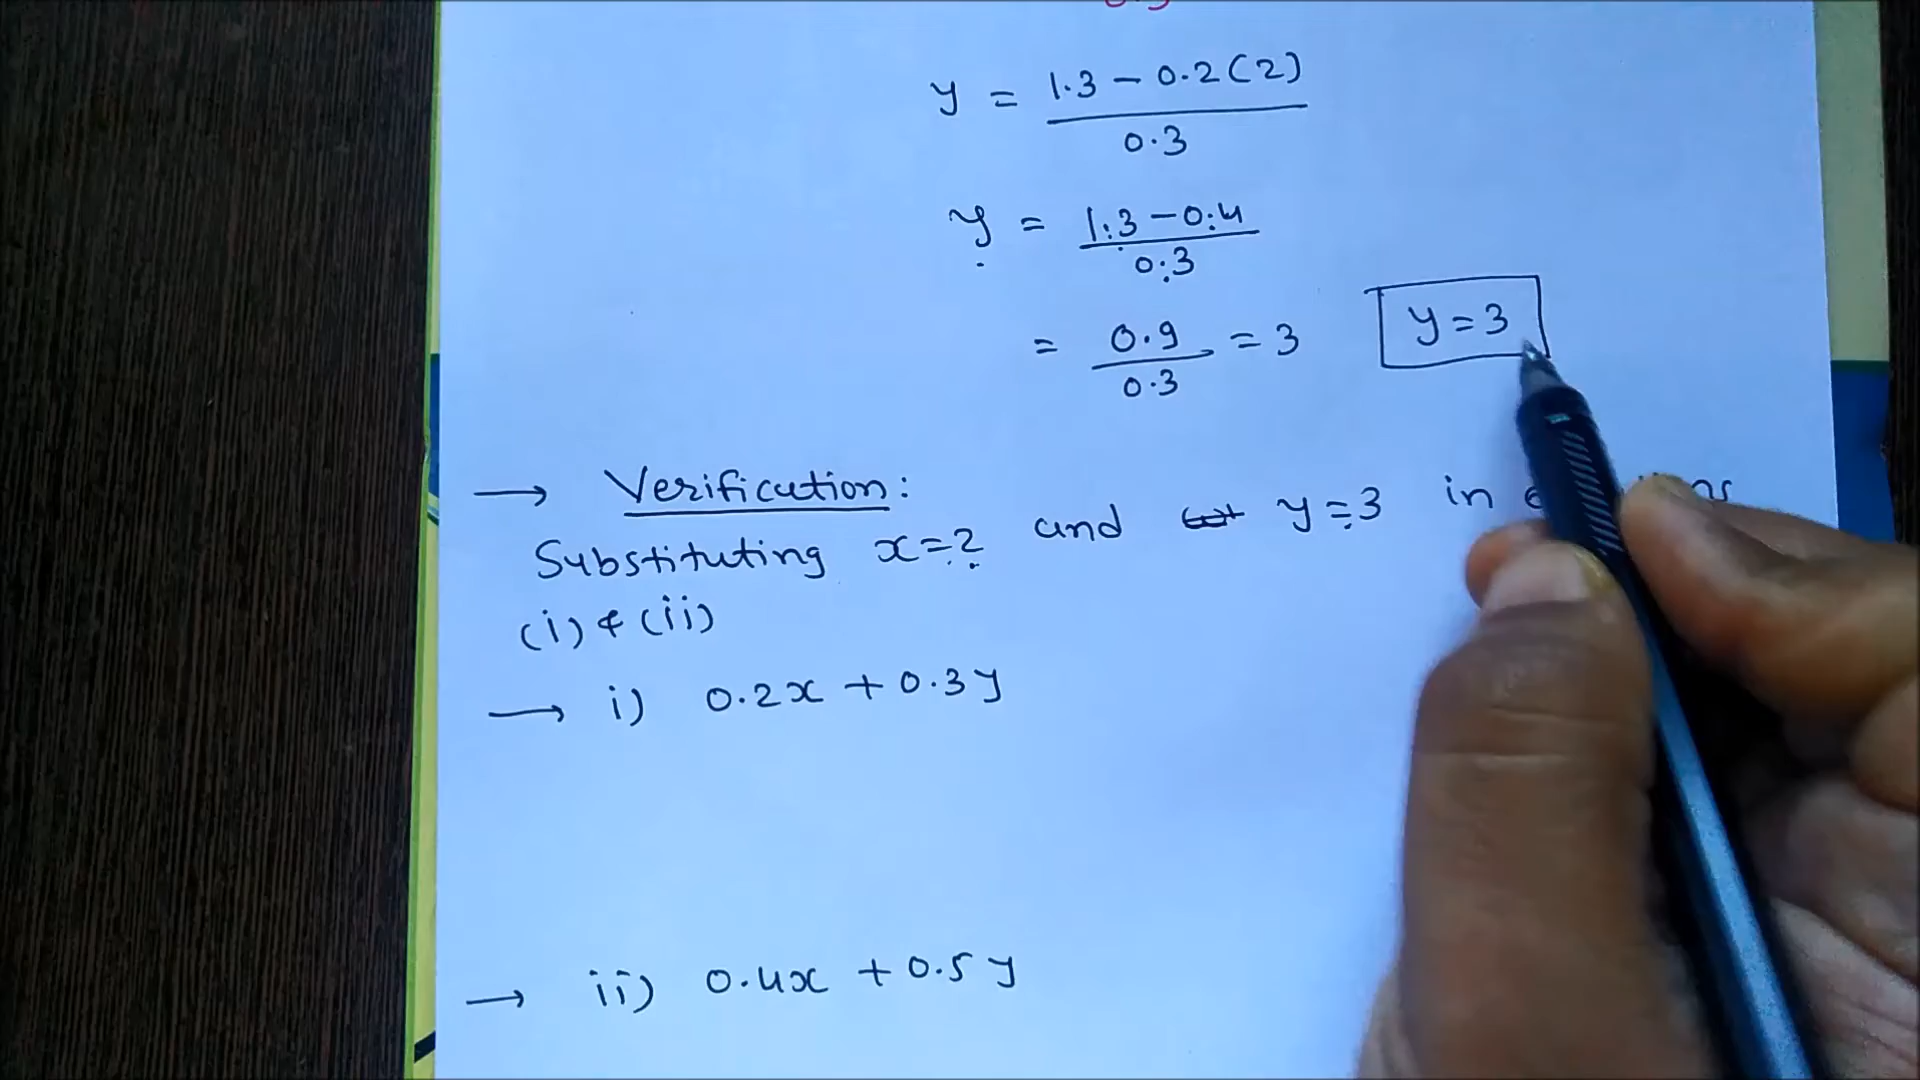 y = 1.3 - 0.2(2) / 0.3
y = 1.3 - 0.4 / 0.3
= 0.9 / 0.3 = 3
y = 3
→ Verification:
Substituting x = 2 and y = 3 in
(i) & (ii)
→ i) 0.2x + 0.3y
→ ii) 0.4x + 0.5y